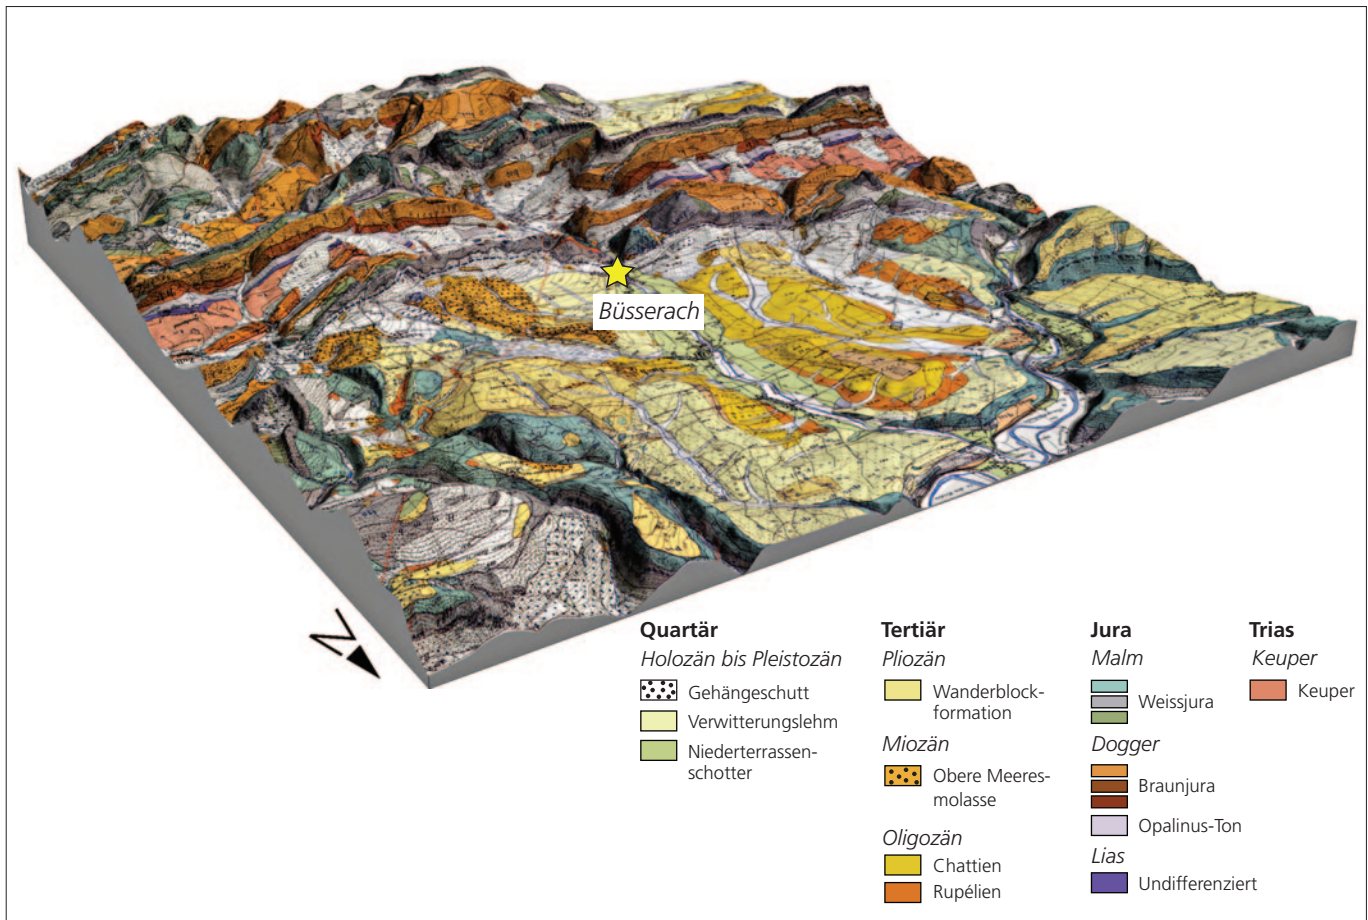 Büsserach
N
Quartär
Holozän bis Pleistozän
Gehängeschutt
Verwitterungslehm
Niederterrassen-
schotter
Tertiär
Pliozän
Wanderblock-
formation
Miozän
Obere Meeres-
molasse
Oligozän
Chattien
Rupélien
Jura
Malm
Weissjura
Dogger
Braunjura
Opalinus-Ton
Lias
Undifferenziert
Trias
Keuper
Keuper